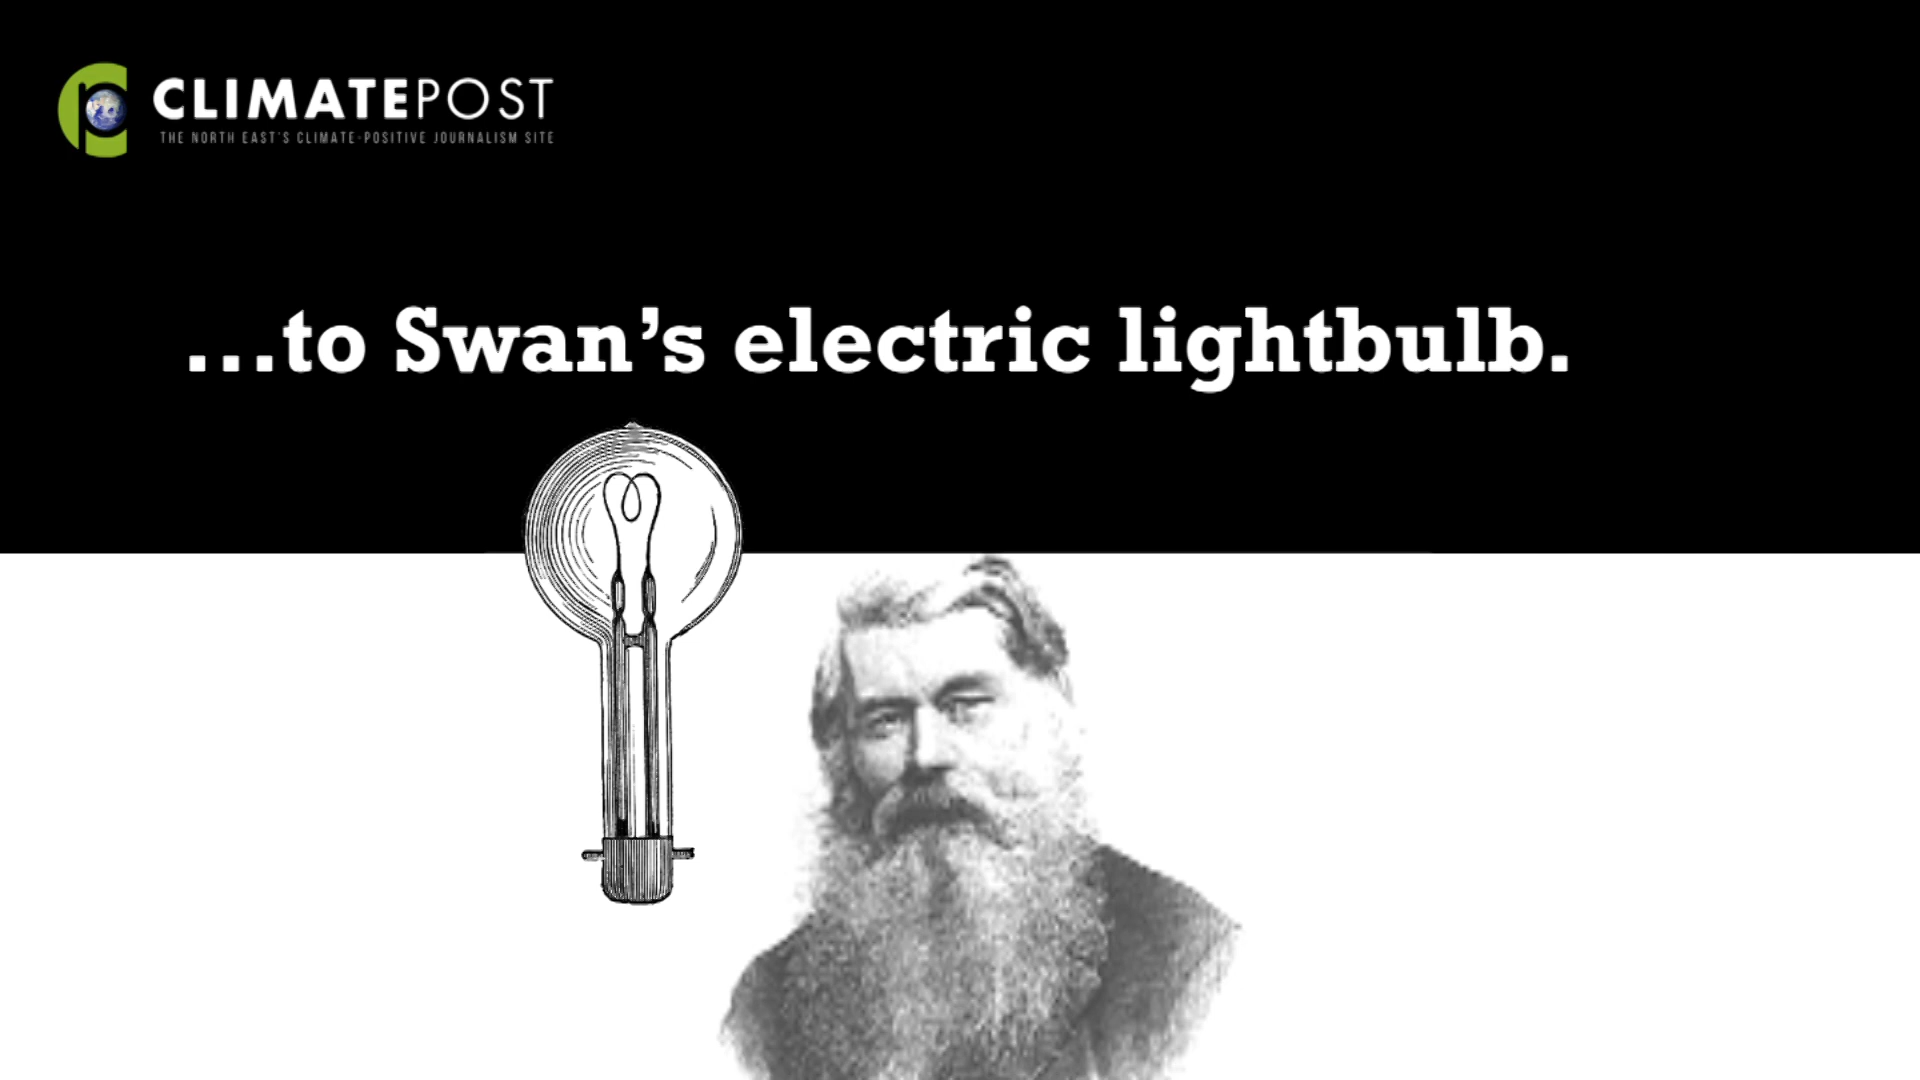 CLIMATEPOST
THE NORTH EAST'S CLIMATE-POSITIVE JOURNALISM SITE
...to Swan’s electric lightbulb.